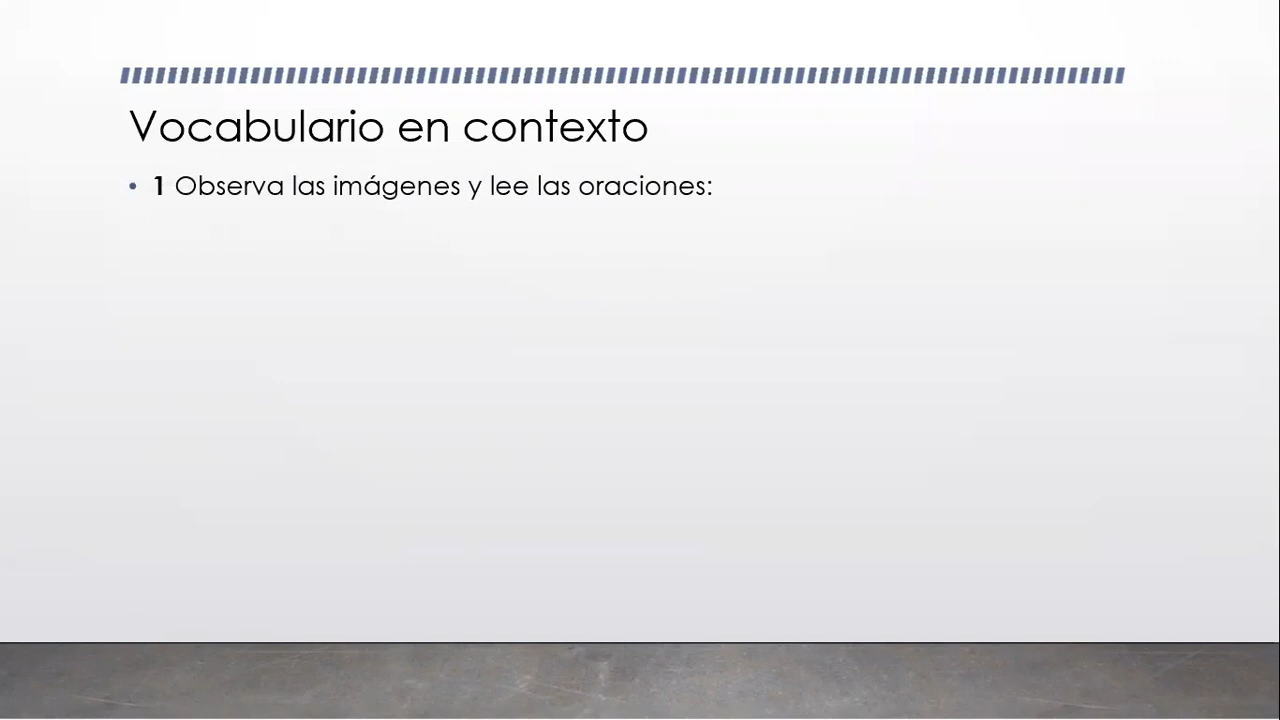 Vocabulario en contexto
• 1 Observa las imágenes y lee las oraciones: